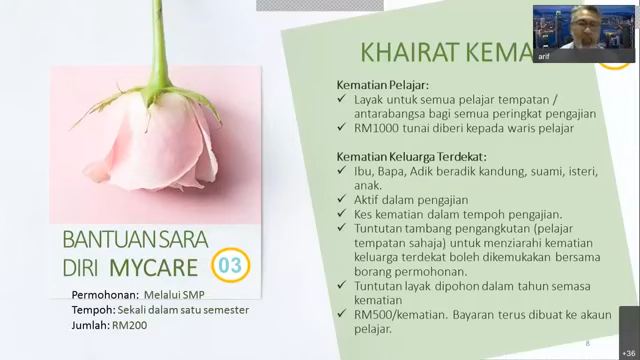 KHAIRAT KEMA
arif
Kematian Pelajar:
✓ Layak untuk semua pelajar tempatan /
antarabangsa bagi semua peringkat pengajian
✓ RM1000 tunai diberi kepada waris pelajar
Kematian Keluarga Terdekat:
✓ Ibu, Bapa, Adik beradik kandung, suami, isteri,
anak.
✓ Aktif dalam pengajian
✓ Kes kematian dalam tempoh pengajian.
✓ Tuntutan tambang pengangkutan (pelajar
tempatan sahaja) untuk menziarahi kematian
keluarga terdekat boleh dikemukakan bersama
borang permohonan.
✓ Tuntutan layak dipohon dalam tahun semasa
kematian
✓ RM500/kematian. Bayaran terus dibuat ke akaun
pelajar.
BANTUAN SARA
DIRI MYCARE 03
Permohonan: Melalui SMP
Tempoh: Sekali dalam satu semester
Jumlah: RM200
8
+36